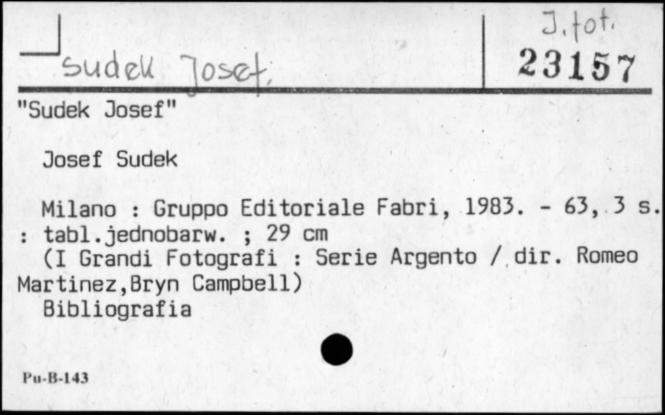 J. fot.
Sudek Josef.
23157
"Sudek Josef"
Josef Sudek
Milano : Gruppo Editoriale Fabri, 1983. - 63, 3 s.
: tabl.jednobarw. ; 29 cm
(I Grandi Fotografi : Serie Argento / dir. Romeo
Martinez,Bryn Campbell)
Bibliografia
Pu-B-143